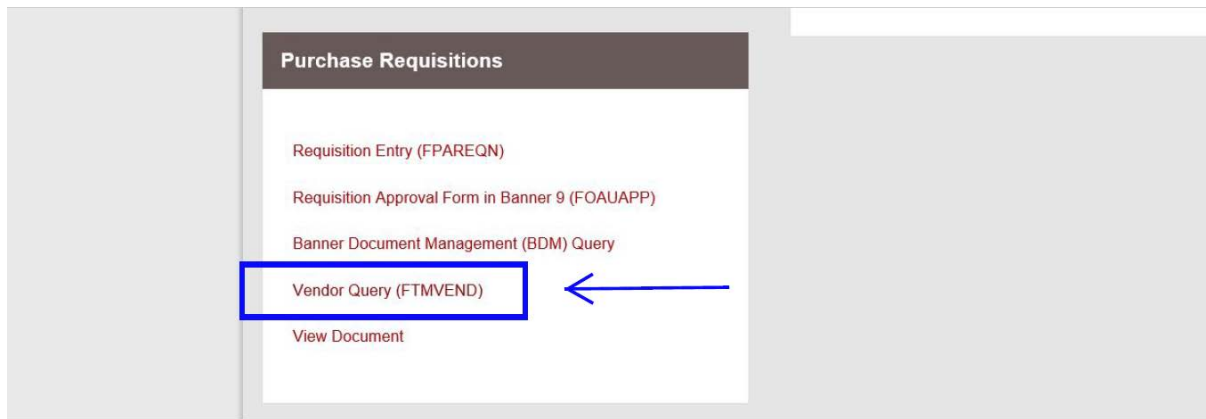 Purchase Requisitions
Requisition Entry (FPAREQN)
Requisition Approval Form in Banner 9 (FOAUAPP)
Banner Document Management (BDM) Query
Vendor Query (FTMVEND)
View Document